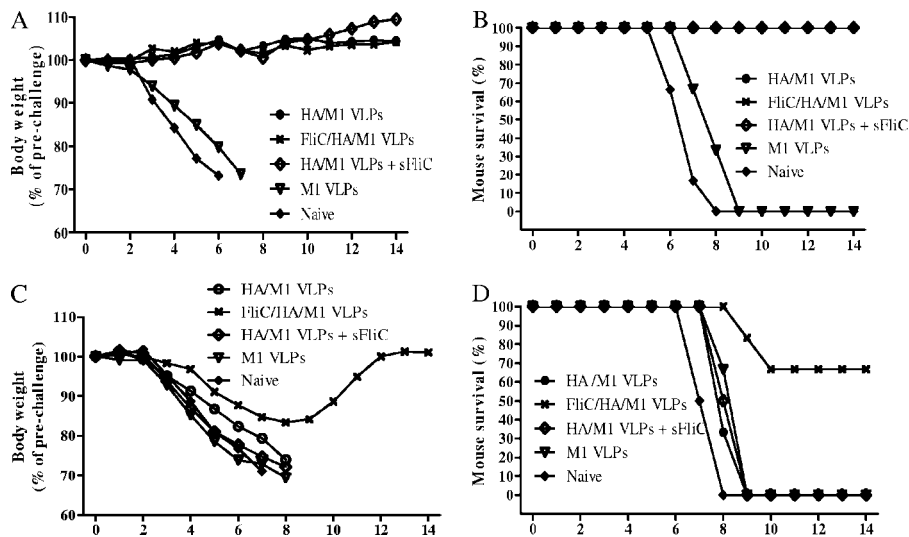 A
Body weight
(% of pre-challenge)
110
100
90
80
70
60
0 2 4 6 8 10 12 14
HA/M1 VLPs
FliC/HA/M1 VLPs
HA/M1 VLPs + sFliC
M1 VLPs
Naive
B
Mouse survival (%)
100
90
80
70
60
50
40
30
20
10
0
0 2 4 6 8 10 12 14
HA/M1 VLPs
FliC/HA/M1 VLPs
HA/M1 VLPs + sFliC
M1 VLPs
Naive
C
Body weight
(% of pre-challenge)
110
100
90
80
70
60
0 2 4 6 8 10 12 14
HA/M1 VLPs
FliC/HA/M1 VLPs
HA/M1 VLPs + sFliC
M1 VLPs
Naive
D
Mouse survival (%)
100
90
80
70
60
50
40
30
20
10
0
0 2 4 6 8 10 12 14
HA /M1 VLPs
FliC/HA/M1 VLPs
HA/M1 VLPs + sFliC
M1 VLPs
Naive